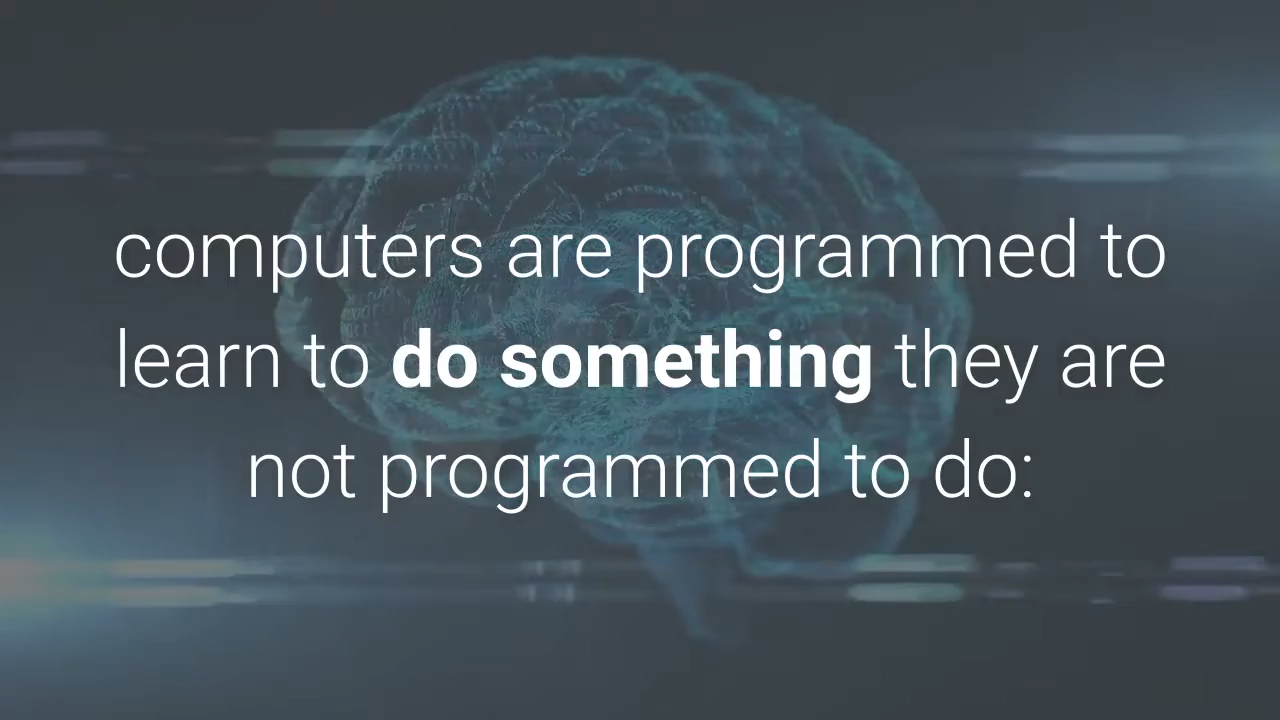 computers are programmed to
learn to do something they are
not programmed to do: